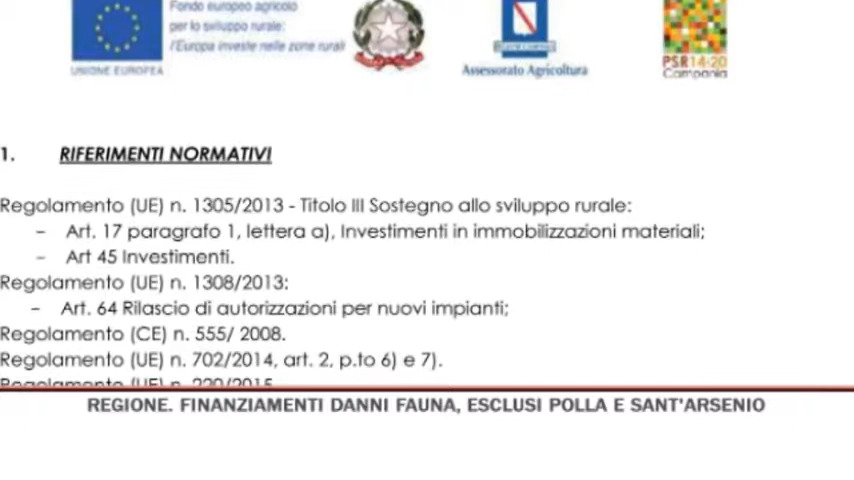 Fondo europeo agricolo
per lo sviluppo rurale:
l'Europa investe nelle zone rurali
UNIONE EUROPEA
Assessorato Agricoltura
PSR14-20
Campania
1. RIFERIMENTI NORMATIVI
Regolamento (UE) n. 1305/2013 - Titolo III Sostegno allo sviluppo rurale:
– Art. 17 paragrafo 1, lettera a), Investimenti in immobilizzazioni materiali;
– Art 45 Investimenti.
Regolamento (UE) n. 1308/2013:
– Art. 64 Rilascio di autorizzazioni per nuovi impianti;
Regolamento (CE) n. 555/ 2008.
Regolamento (UE) n. 702/2014, art. 2, p.to 6) e 7).
Regolamento (UE) n. 220/2015
REGIONE. FINANZIAMENTI DANNI FAUNA, ESCLUSI POLLA E SANT'ARSENIO